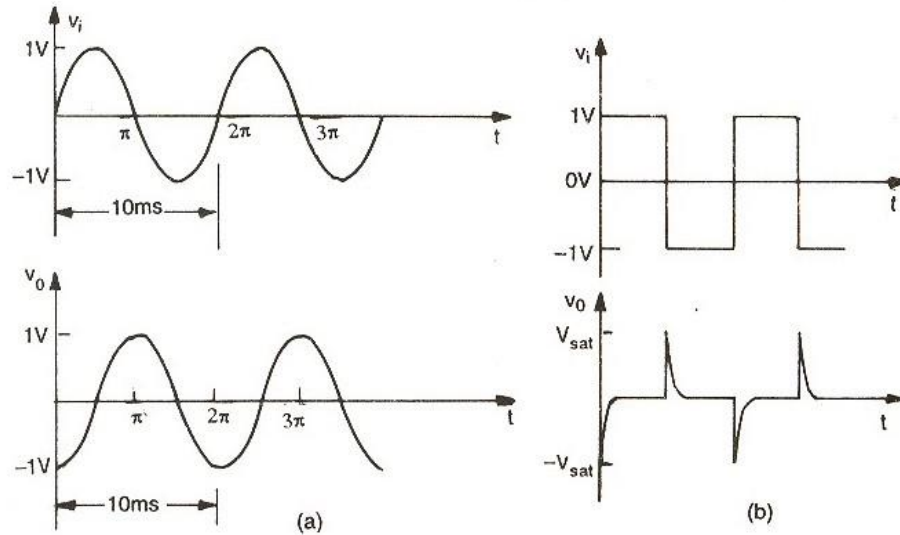 vi
1V
π
2π
3π
t
-1V
10ms
v0
1V
π
2π
3π
t
-1V
10ms
(a)
vi
1V
0V
t
-1V
v0
Vsat
t
-Vsat
(b)